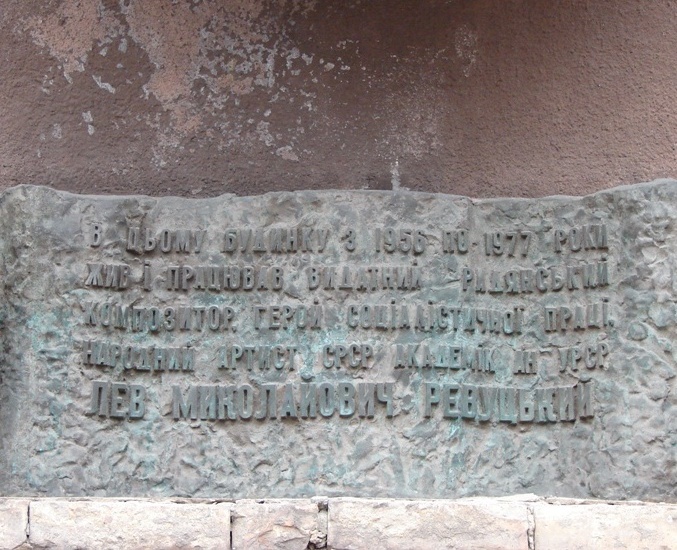 В ЦЬОМУ БУДИНКУ З 1956 ПО 1977 РОКИ
ЖИВ І ПРАЦЮВАВ ВИДАТНИЙ РАДЯНСЬКИЙ
КОМПОЗИТОР, ГЕРОЙ СОЦІАЛІСТИЧНОЇ ПРАЦІ,
НАРОДНИЙ АРТИСТ СРСР АКАДЕМІК АН УРСР
ЛЕВ МИКОЛАЙОВИЧ РЕВУЦЬКИЙ